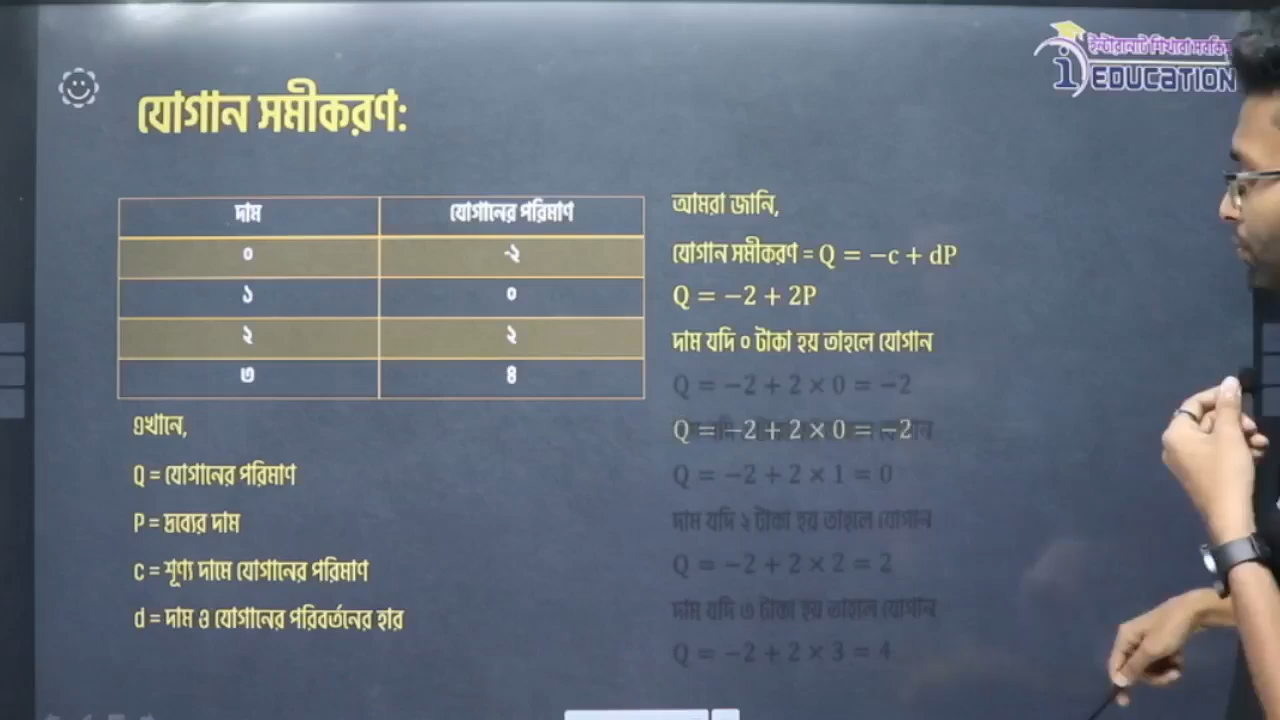 ইন্টারনেট শিখাবো সবকিছু
i EDUCATION
যোগান সমীকরণ:
দাম যোগানের পরিমাণ
০ -২
১ ০
২ ২
৩ ৪
এখানে,
Q = যোগানের পরিমাণ
P = দ্রব্যের দাম
c = শূণ্য দামে যোগানের পরিমাণ
d = দাম ও যোগানের পরিবর্তনের হার
আমরা জানি,
যোগান সমীকরণ = Q = −c + dP
Q = −2 + 2P
দাম যদি ০ টাকা হয় তাহলে যোগান
Q = −2 + 2 × 0 = −2
Q = −2 + 2 × 0 = −2
Q = −2 + 2 × 1 = 0
দাম যদি ২ টাকা হয় তাহলে যোগান
Q = −2 + 2 × 2 = 2
দাম যদি ৩ টাকা হয় তাহলে যোগান
Q = −2 + 2 × 3 = 4